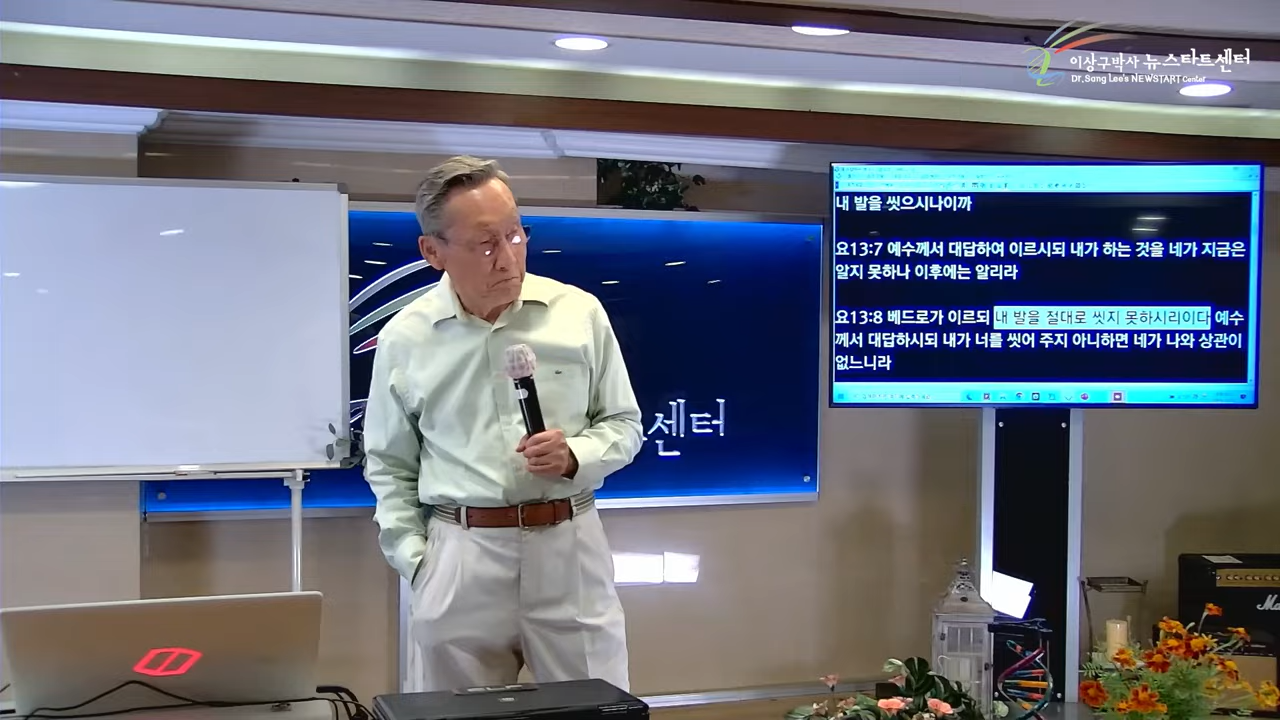 이상구박사 뉴스타트센터
Dr. Sang Lee's NEWSTART Center
내 발을 씻으시나이까
요13:7 예수께서 대답하여 이르시되 내가 하는 것을 네가 지금은
알지 못하나 이후에는 알리라
요13:8 베드로가 이르되 내 발을 절대로 씻지 못하시리이다 예수
께서 대답하시되 내가 너를 씻어 주지 아니하면 네가 나와 상관이
없느니라
센터